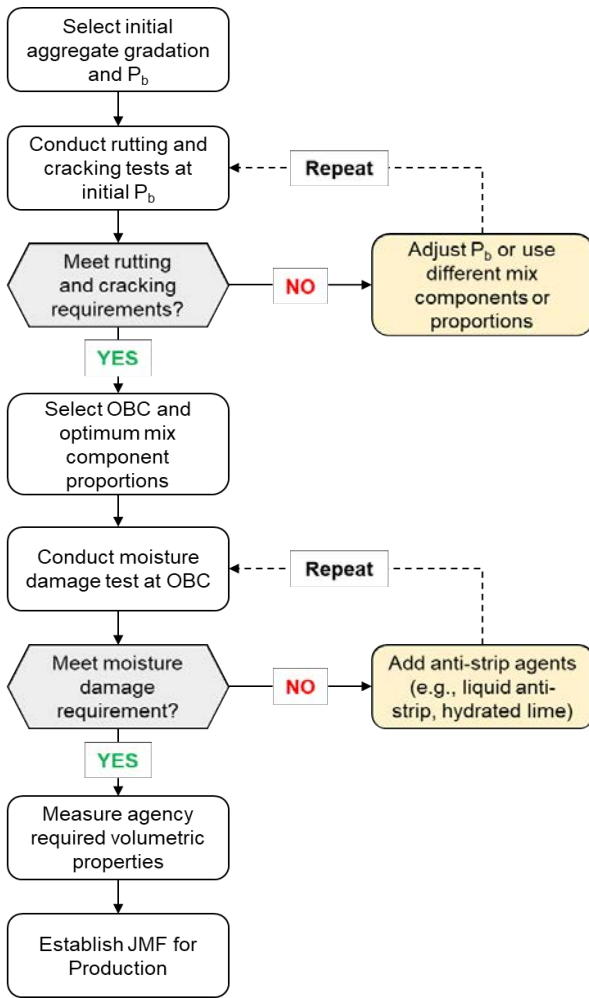 Select initial
aggregate gradation
and Pb
Conduct rutting and
cracking tests at
initial Pb
Repeat
Meet rutting
and cracking
requirements?
NO
Adjust Pb or use
different mix
components or
proportions
YES
Select OBC and
optimum mix
component
proportions
Conduct moisture
damage test at OBC
Repeat
Meet moisture
damage
requirement?
NO
Add anti-strip agents
(e.g., liquid anti-
strip, hydrated lime)
YES
Measure agency
required volumetric
properties
Establish JMF for
Production